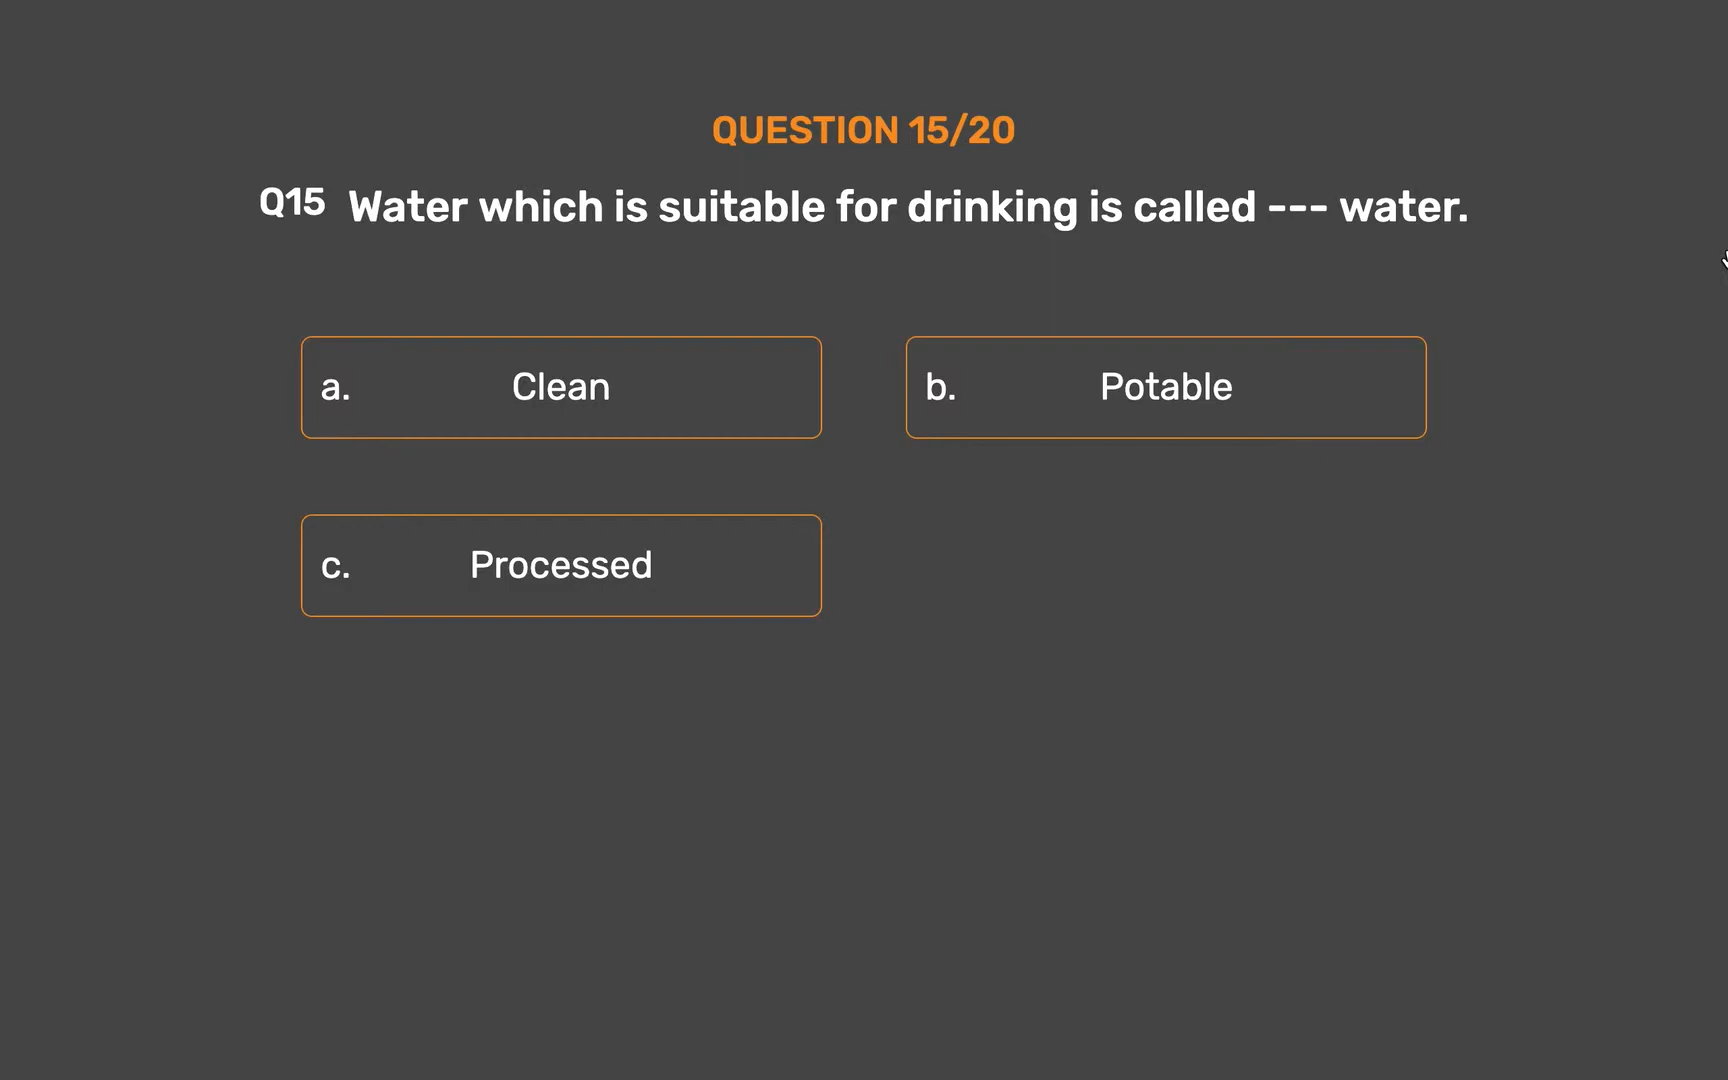 QUESTION 15/20
Q15 Water which is suitable for drinking is called --- water.
a. Clean
b. Potable
c. Processed